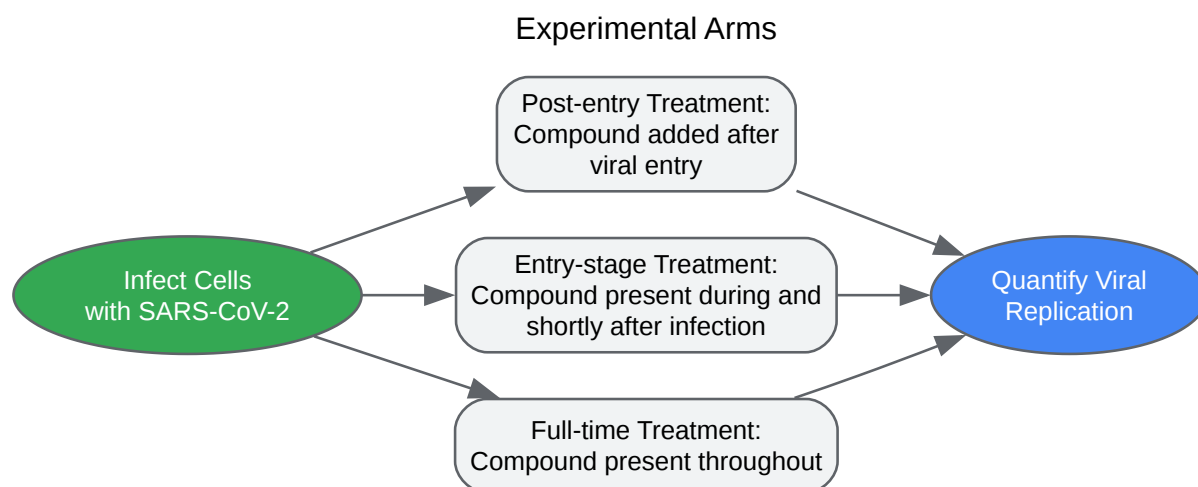 Experimental Arms
Post-entry Treatment:
Compound added after
viral entry
Infect Cells
with SARS-CoV-2
Entry-stage Treatment:
Compound present during and
shortly after infection
Quantify Viral
Replication
Full-time Treatment:
Compound present throughout